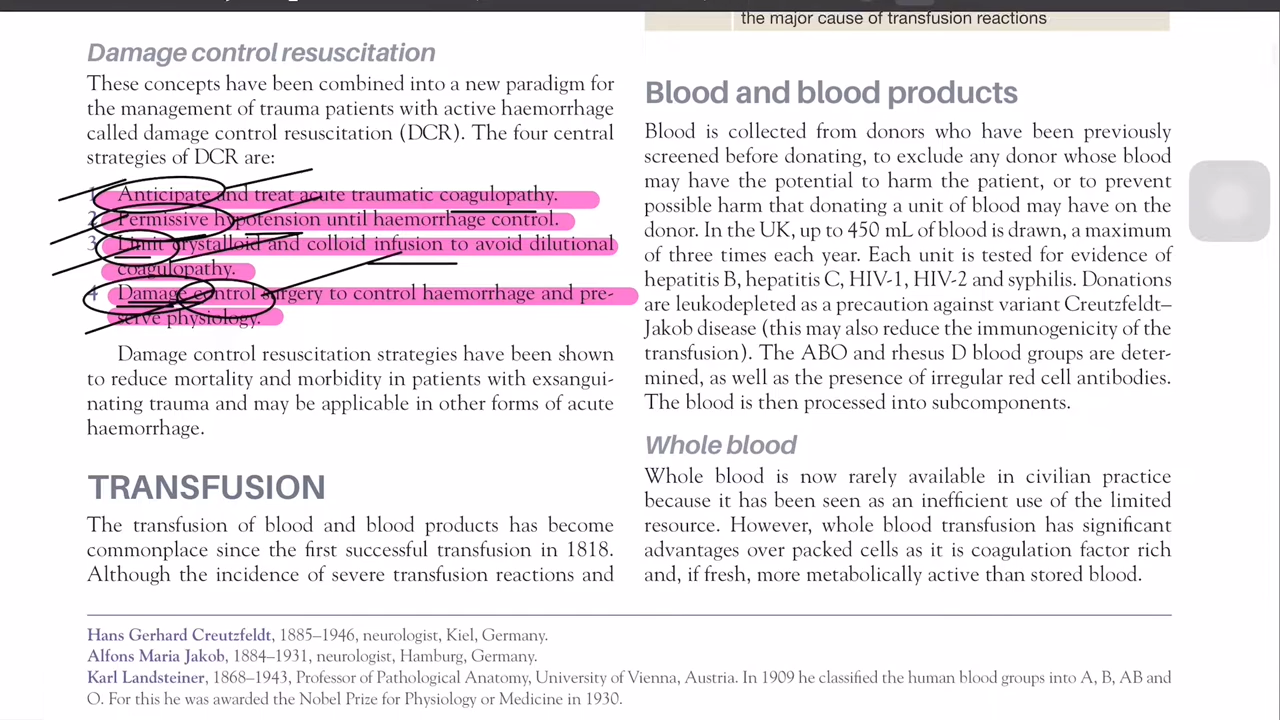 the major cause of transfusion reactions
Damage control resuscitation
These concepts have been combined into a new paradigm for
the management of trauma patients with active haemorrhage
called damage control resuscitation (DCR). The four central
strategies of DCR are:
1 Anticipate and treat acute traumatic coagulopathy.
2 Permissive hypotension until haemorrhage control.
3 Limit crystalloid and colloid infusion to avoid dilutional
coagulopathy.
4 Damage control surgery to control haemorrhage and pre-
serve physiology.
Damage control resuscitation strategies have been shown
to reduce mortality and morbidity in patients with exsangui-
nating trauma and may be applicable in other forms of acute
haemorrhage.
TRANSFUSION
The transfusion of blood and blood products has become
commonplace since the first successful transfusion in 1818.
Although the incidence of severe transfusion reactions and
Blood and blood products
Blood is collected from donors who have been previously
screened before donating, to exclude any donor whose blood
may have the potential to harm the patient, or to prevent
possible harm that donating a unit of blood may have on the
donor. In the UK, up to 450 mL of blood is drawn, a maximum
of three times each year. Each unit is tested for evidence of
hepatitis B, hepatitis C, HIV-1, HIV-2 and syphilis. Donations
are leukodepleted as a precaution against variant Creutzfeldt–
Jakob disease (this may also reduce the immunogenicity of the
transfusion). The ABO and rhesus D blood groups are deter-
mined, as well as the presence of irregular red cell antibodies.
The blood is then processed into subcomponents.
Whole blood
Whole blood is now rarely available in civilian practice
because it has been seen as an inefficient use of the limited
resource. However, whole blood transfusion has significant
advantages over packed cells as it is coagulation factor rich
and, if fresh, more metabolically active than stored blood.
Hans Gerhard Creutzfeldt, 1885–1946, neurologist, Kiel, Germany.
Alfons Maria Jakob, 1884–1931, neurologist, Hamburg, Germany.
Karl Landsteiner, 1868–1943, Professor of Pathological Anatomy, University of Vienna, Austria. In 1909 he classified the human blood groups into A, B, AB and
O. For this he was awarded the Nobel Prize for Physiology or Medicine in 1930.